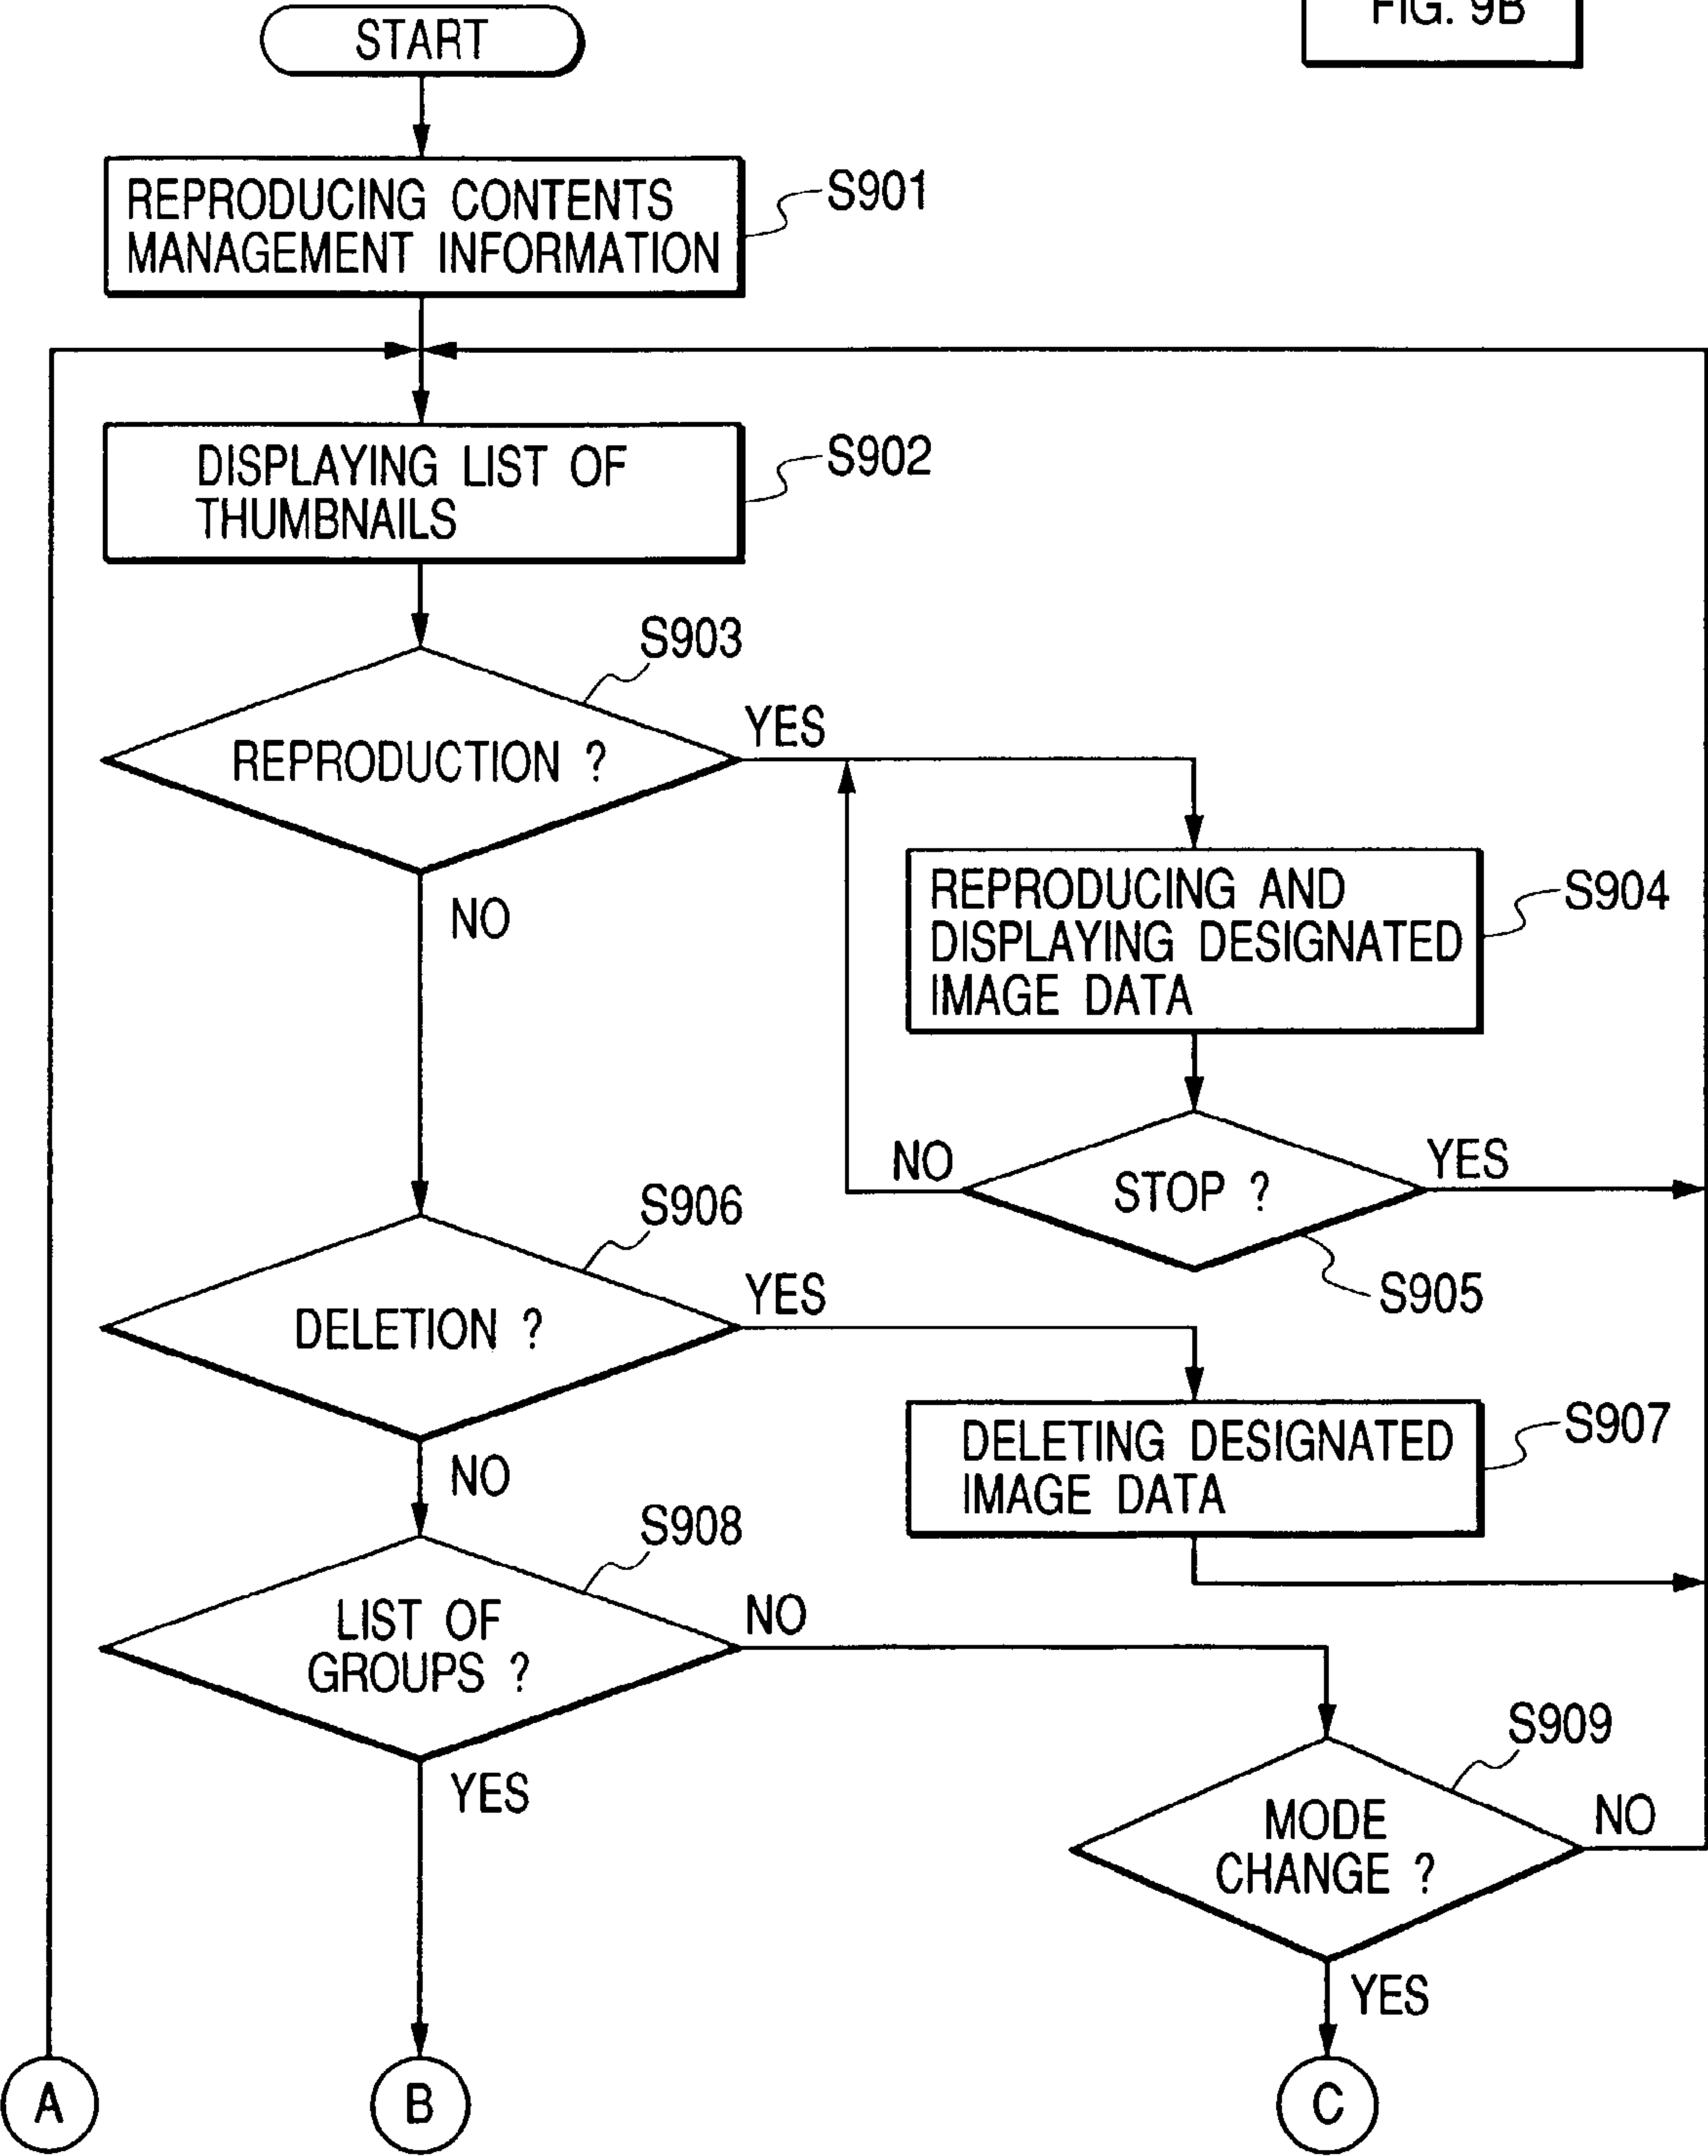 FIG. 9B
START
REPRODUCING CONTENTS
MANAGEMENT INFORMATION
S901
DISPLAYING LIST OF
THUMBNAILS
S902
S903
REPRODUCTION ?
YES
NO
REPRODUCING AND
DISPLAYING DESIGNATED
IMAGE DATA
S904
NO
STOP ?
YES
S905
S906
DELETION ?
YES
NO
DELETING DESIGNATED
IMAGE DATA
S907
S908
LIST OF
GROUPS ?
NO
YES
S909
MODE
CHANGE ?
NO
YES
A
B
C